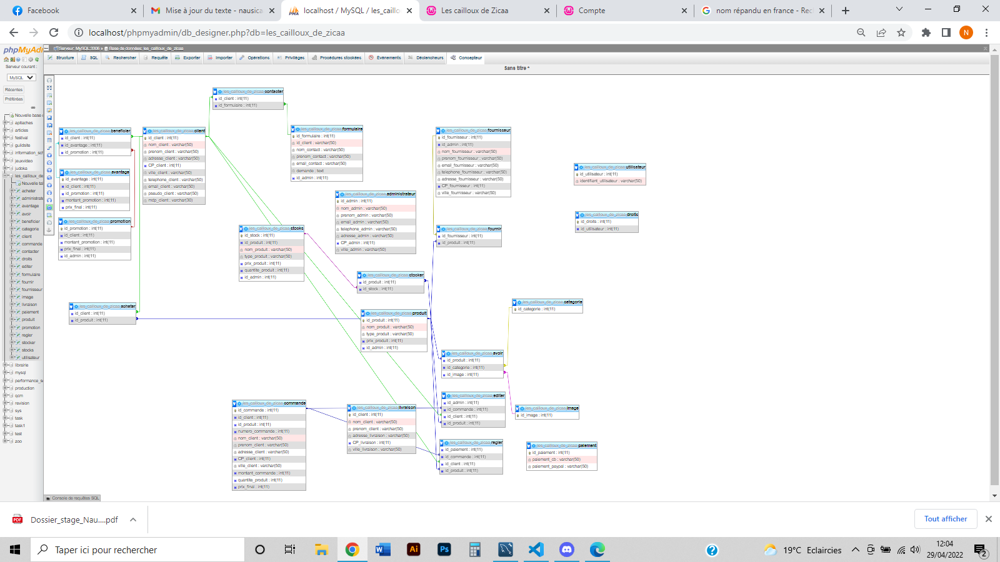 Facebook
Mise à jour du texte - nausica
localhost / MySQL / les_caillo
Les cailloux de Zicaa
Compte
nom répandu en france - Rec
localhost/phpmyadmin/db_designer.php?db=les_cailloux_de_zicaa
N
phpMyAdm
Serveur courant :
MySQL
Récentes
Préférées
Nouvelle base
apitaches
articles
festival
guildsite
information_sc
jeuxvideo
judoka
les_cailloux_de
Nouvelle tab
acheter
administrate
avantage
avoir
beneficier
categorie
client
commande
contacter
droits
editer
formulaire
fournir
fournisseur
image
livraison
paiement
produit
promotion
regler
stocker
stocks
utilisateur
librairie
mysql
performance_s
production
qcm
revision
sys
task
task1
test
zoo
Serveur: MySQL:3306 » Base de données: les_cailloux_de_zicaa
Structure
SQL
Rechercher
Requête
Exporter
Importer
Opérations
Privilèges
Procédures stockées
Évènements
Déclencheurs
Concepteur
Sans titre *
les_cailloux_de_zicaa contacter
id_client : int(11)
id_formulaire : int(11)
les_cailloux_de_zicaa beneficier
id_client : int(11)
id_avantage : int(11)
id_promotion : int(11)
les_cailloux_de_zicaa avantage
id_avantage : int(11)
id_client : int(11)
id_promotion : int(11)
montant_promotion : int(11)
prix_final : int(11)
les_cailloux_de_zicaa promotion
id_promotion : int(11)
id_client : int(11)
montant_promotion : int(11)
prix_final : int(11)
id_admin : int(11)
les_cailloux_de_zicaa client
id_client : int(11)
nom_client : varchar(50)
prenom_client : varchar(50)
adresse_client : varchar(50)
CP_client : int(11)
ville_client : varchar(50)
telephone_client : varchar(50)
email_client : varchar(50)
pseudo_client : varchar(50)
mdp_client : varchar(30)
les_cailloux_de_zicaa formulaire
id_formulaire : int(11)
id_client : varchar(50)
nom_contact : varchar(50)
prenom_contact : varchar(50)
email_contact : varchar(50)
demande : text
id_admin : int(11)
les_cailloux_de_zicaa fournisseur
id_fournisseur : int(11)
id_admin : int(11)
nom_fournisseur : varchar(50)
prenom_fournisseur : varchar(50)
email_fournisseur : varchar(50)
telephone_fournisseur : varchar(50)
adresse_fournisseur : varchar(50)
CP_fournisseur : int(11)
ville_fournisseur : varchar(50)
les_cailloux_de_zicaa utilisateur
id_utilisateur : int(11)
identifiant_utilisateur : varchar(50)
les_cailloux_de_zicaa droits
id_droits : int(11)
id_utilisateur : int(11)
les_cailloux_de_zicaa administrateur
id_admin : int(11)
nom_admin : varchar(50)
prenom_admin : varchar(50)
email_admin : varchar(50)
telephone_admin : varchar(50)
adresse_admin : varchar(50)
CP_admin : int(11)
ville_admin : varchar(50)
les_cailloux_de_zicaa stocks
id_stock : int(11)
id_produit : int(11)
nom_produit : varchar(50)
type_produit : varchar(50)
prix_produit : int(11)
quantite_produit : int(11)
id_admin : int(11)
les_cailloux_de_zicaa fournir
id_fournisseur : int(11)
id_produit : int(11)
les_cailloux_de_zicaa stocker
id_produit : int(11)
id_stock : int(11)
les_cailloux_de_zicaa acheter
id_client : int(11)
id_produit : int(11)
les_cailloux_de_zicaa produit
id_produit : int(11)
nom_produit : varchar(50)
type_produit : varchar(50)
prix_produit : int(11)
id_admin : int(11)
les_cailloux_de_zicaa categorie
id_categorie : int(11)
les_cailloux_de_zicaa avoir
id_produit : int(11)
id_categorie : int(11)
id_image : int(11)
les_cailloux_de_zicaa editer
id_admin : int(11)
id_commande : int(11)
id_client : int(11)
id_produit : int(11)
les_cailloux_de_zicaa image
id_image : int(11)
les_cailloux_de_zicaa commande
id_commande : int(11)
id_client : int(11)
id_produit : int(11)
numero_commande : int(11)
nom_client : varchar(50)
prenom_client : varchar(50)
adresse_client : varchar(50)
CP_client : int(11)
ville_client : varchar(50)
montant_commande : int(11)
quantite_produit : int(11)
prix_final : int(11)
les_cailloux_de_zicaa livraison
id_client : int(11)
nom_client : varchar(50)
prenom_client : varchar(50)
adresse_livraison : varchar(50)
CP_livraison : int(11)
ville_livraison : varchar(50)
les_cailloux_de_zicaa regler
id_paiement : int(11)
id_commande : int(11)
id_client : int(11)
id_produit : int(11)
les_cailloux_de_zicaa paiement
id_paiement : int(11)
paiement_cb : varchar(50)
paiement_paypal : varchar(50)
Console de requêtes SQL
PDF
Dossier_stage_Nau....pdf
Tout afficher
Taper ici pour rechercher
Ai
Ps
19°C Eclaircies
12:04
29/04/2022
2